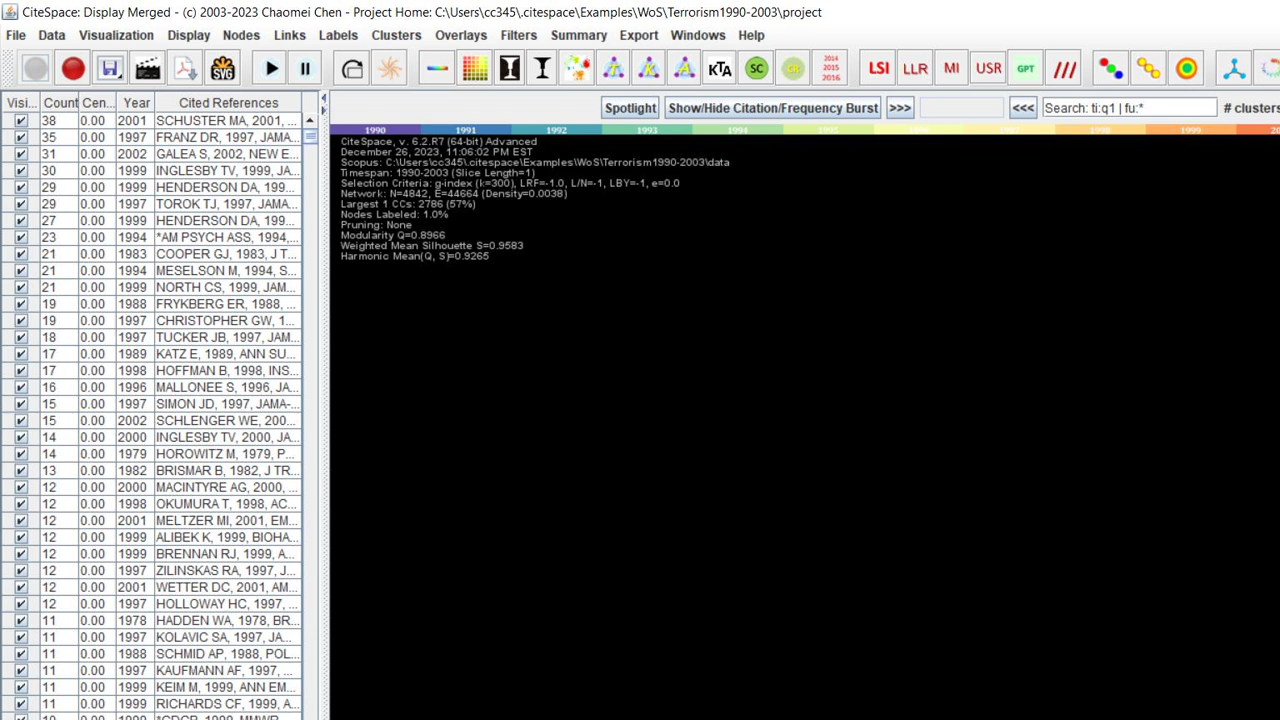 CiteSpace: Display Merged - (c) 2003-2023 Chaomei Chen - Project Home: C:\Users\cc345\.citespace\Examples\WoS\Terrorism1990-2003\project
File Data Visualization Display Nodes Links Labels Clusters Overlays Filters Summary Export Windows Help
SVG T K A KTA SC CR 2014 2015 2016 LSI LLR MI USR GPT
Visi... Count Cen... Year Cited References
Spotlight Show/Hide Citation/Frequency Burst >>> <<< Search: ti:q1 | fu:* # clusters
1990 1991 1992 1993 1994 1995 1996 1997 1998 1999
CiteSpace, v. 6.2.R7 (64-bit) Advanced
December 26, 2023, 11:06:02 PM EST
Scopus: C:\Users\cc345\.citespace\Examples\WoS\Terrorism1990-2003\data
Timespan: 1990-2003 (Slice Length=1)
Selection Criteria: g-index (k=300), LRF=-1.0, L/N=-1, LBY=-1, e=0.0
Network: N=4842, E=44664 (Density=0.0038)
Largest 1 CCs: 2786 (57%)
Nodes Labeled: 1.0%
Pruning: None
Modularity Q=0.8966
Weighted Mean Silhouette S=0.9583
Harmonic Mean(Q, S)=0.9265
38 0.00 2001 SCHUSTER MA, 2001, ...
35 0.00 1997 FRANZ DR, 1997, JAMA...
31 0.00 2002 GALEA S, 2002, NEW E...
30 0.00 1999 INGLESBY TV, 1999, JA...
29 0.00 1999 HENDERSON DA, 1999...
29 0.00 1997 TOROK TJ, 1997, JAMA...
27 0.00 1999 HENDERSON DA, 1999...
23 0.00 1994 *AM PSYCH ASS, 1994,...
21 0.00 1983 COOPER GJ, 1983, J T...
21 0.00 1994 MESELSON M, 1994, S...
21 0.00 1999 NORTH CS, 1999, JAM...
19 0.00 1988 FRYKBERG ER, 1988, ...
19 0.00 1997 CHRISTOPHER GW, 1...
18 0.00 1997 TUCKER JB, 1997, JAM...
17 0.00 1989 KATZ E, 1989, ANN SU...
17 0.00 1998 HOFFMAN B, 1998, INS...
16 0.00 1996 MALLONEE S, 1996, JA...
15 0.00 1997 SIMON JD, 1997, JAMA-...
15 0.00 2002 SCHLENGER WE, 200...
14 0.00 2000 INGLESBY TV, 2000, JA...
14 0.00 1979 HOROWITZ M, 1979, P...
13 0.00 1982 BRISMAR B, 1982, J TR...
12 0.00 2000 MACINTYRE AG, 2000, ...
12 0.00 1998 OKUMURA T, 1998, AC...
12 0.00 2001 MELTZER MI, 2001, EM...
12 0.00 1999 ALIBEK K, 1999, BIOHA...
12 0.00 1999 BRENNAN RJ, 1999, A...
12 0.00 1997 ZILINSKAS RA, 1997, J...
12 0.00 2001 WETTER DC, 2001, AM...
12 0.00 1997 HOLLOWAY HC, 1997, ...
11 0.00 1978 HADDEN WA, 1978, BR...
11 0.00 1997 KOLAVIC SA, 1997, JA...
11 0.00 1988 SCHMID AP, 1988, POL...
11 0.00 1997 KAUFMANN AF, 1997, ...
11 0.00 1999 KEIM M, 1999, ANN EM...
11 0.00 1999 RICHARDS CF, 1999, A...